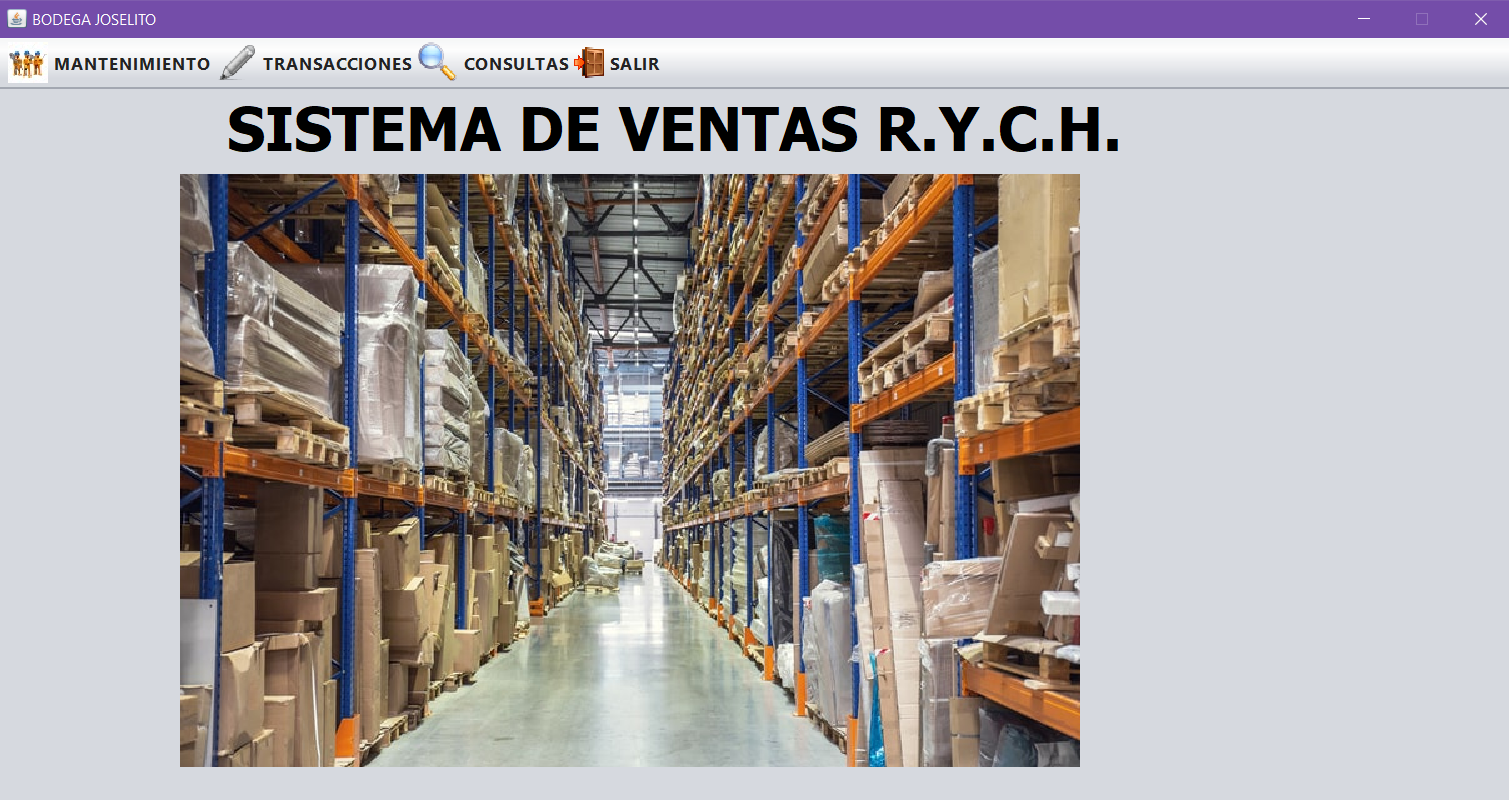 BODEGA JOSELITO
MANTENIMIENTO TRANSACCIONES CONSULTAS SALIR
SISTEMA DE VENTAS R.Y.C.H.